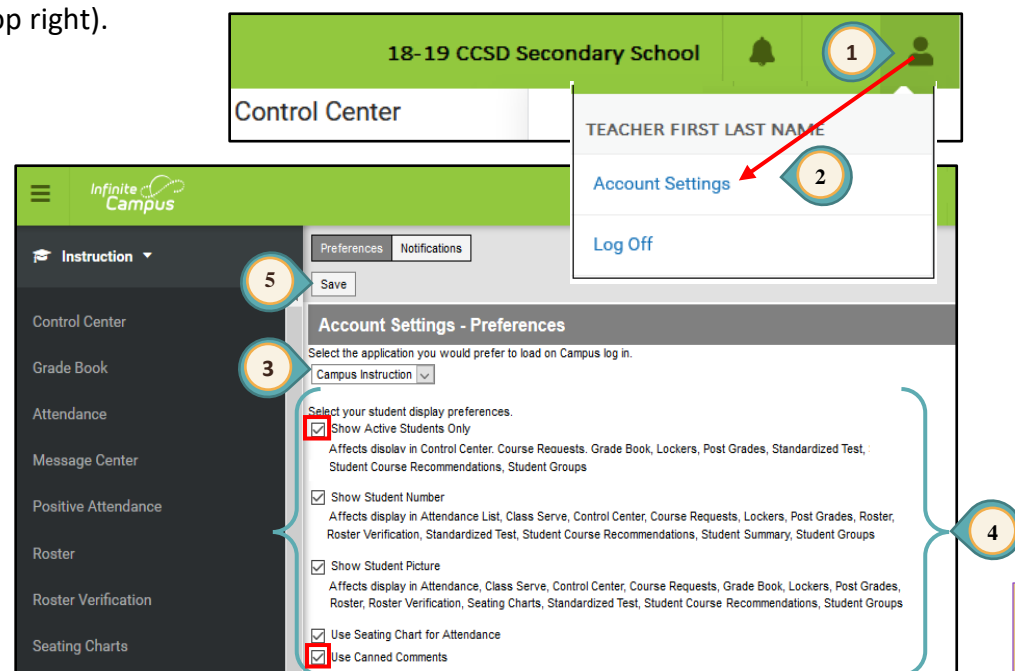 op right).
18-19 CCSD Secondary School
1
Control Center
TEACHER FIRST LAST NAME
Account Settings
2
Log Off
Infinite
Campus
Instruction
Preferences Notifications
5
Save
Control Center
Account Settings - Preferences
Select the application you would prefer to load on Campus log in.
Grade Book
3
Campus Instruction
Attendance
Select your student display preferences.
Show Active Students Only
Affects display in Control Center, Course Requests, Grade Book, Lockers, Post Grades, Standardized Test,
Student Course Recommendations, Student Groups
Message Center
Show Student Number
Positive Attendance
Affects display in Attendance List, Class Serve, Control Center, Course Requests, Lockers, Post Grades, Roster,
Roster Verification, Standardized Test, Student Course Recommendations, Student Summary, Student Groups
4
Roster
Show Student Picture
Affects display in Attendance, Class Serve, Control Center, Course Requests, Grade Book, Lockers, Post Grades,
Roster, Roster Verification, Seating Charts, Standardized Test, Student Course Recommendations, Student Groups
Roster Verification
Use Seating Chart for Attendance
Seating Charts
Use Canned Comments